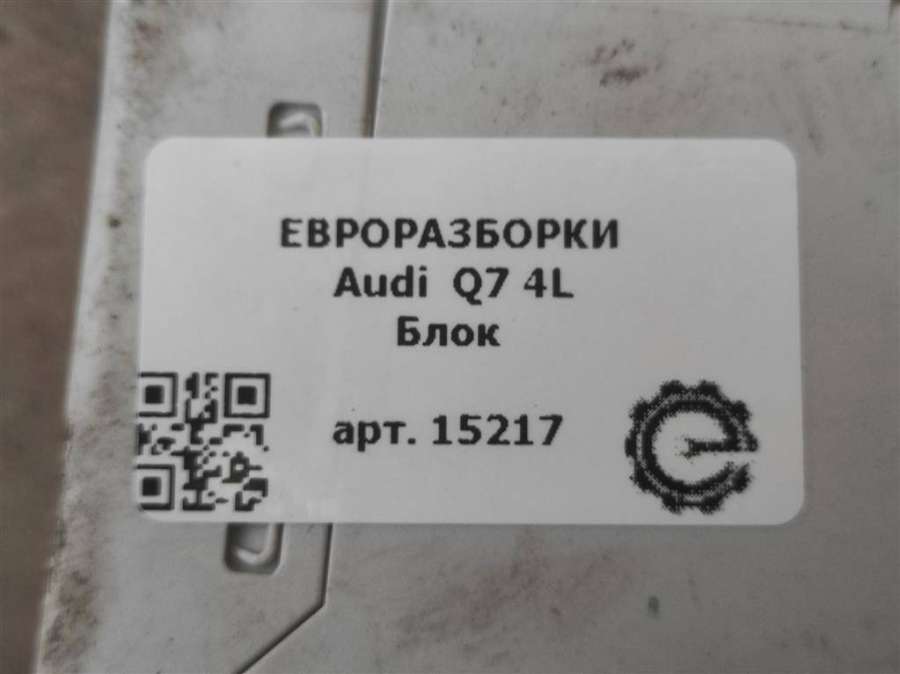 ЕВРОРАЗБОРКИ
Audi Q7 4L
Блок
арт. 15217